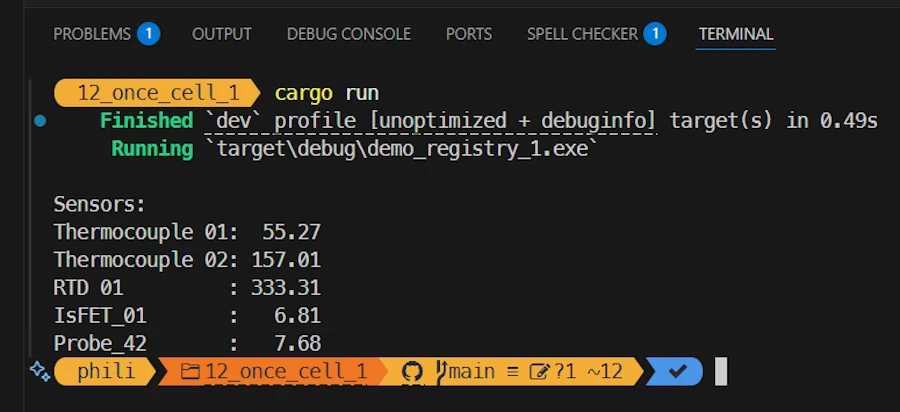 PROBLEMS 1 OUTPUT DEBUG CONSOLE PORTS SPELL CHECKER 1 TERMINAL
12_once_cell_1 cargo run
Finished `dev` profile [unoptimized + debuginfo] target(s) in 0.49s
Running `target\debug\demo_registry_1.exe`
Sensors:
Thermocouple 01:  55.27
Thermocouple 02: 157.01
RTD 01         : 333.31
IsFET_01       :   6.81
Probe_42       :   7.68
phili 12_once_cell_1 main ≡ ?1 ~12